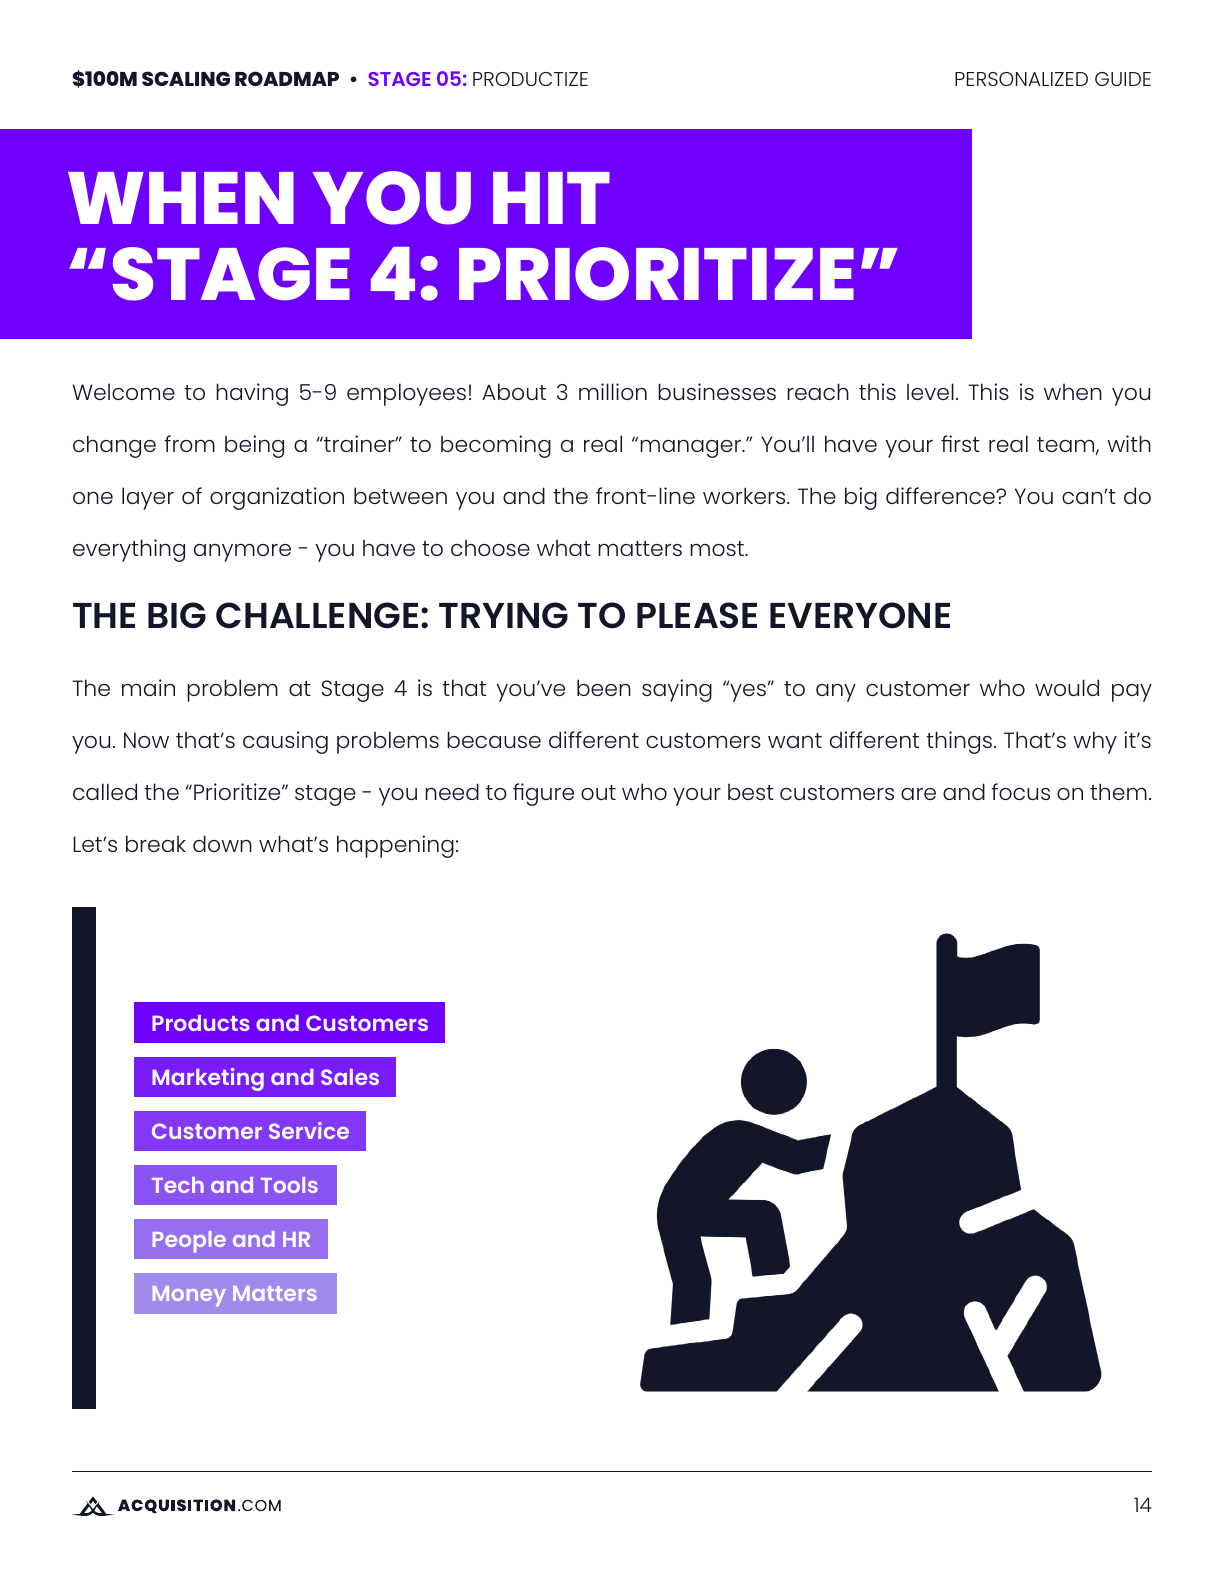 $100M SCALING ROADMAP • STAGE 05: PRODUCTIZE
PERSONALIZED GUIDE
WHEN YOU HIT
“STAGE 4: PRIORITIZE”
Welcome to having 5-9 employees! About 3 million businesses reach this level. This is when you
change from being a “trainer” to becoming a real “manager.” You’ll have your first real team, with
one layer of organization between you and the front-line workers. The big difference? You can’t do
everything anymore - you have to choose what matters most.
THE BIG CHALLENGE: TRYING TO PLEASE EVERYONE
The main problem at Stage 4 is that you’ve been saying “yes” to any customer who would pay
you. Now that’s causing problems because different customers want different things. That’s why it’s
called the “Prioritize” stage - you need to figure out who your best customers are and focus on them.
Let’s break down what’s happening:
Products and Customers
Marketing and Sales
Customer Service
Tech and Tools
People and HR
Money Matters
ACQUISITION.COM
14